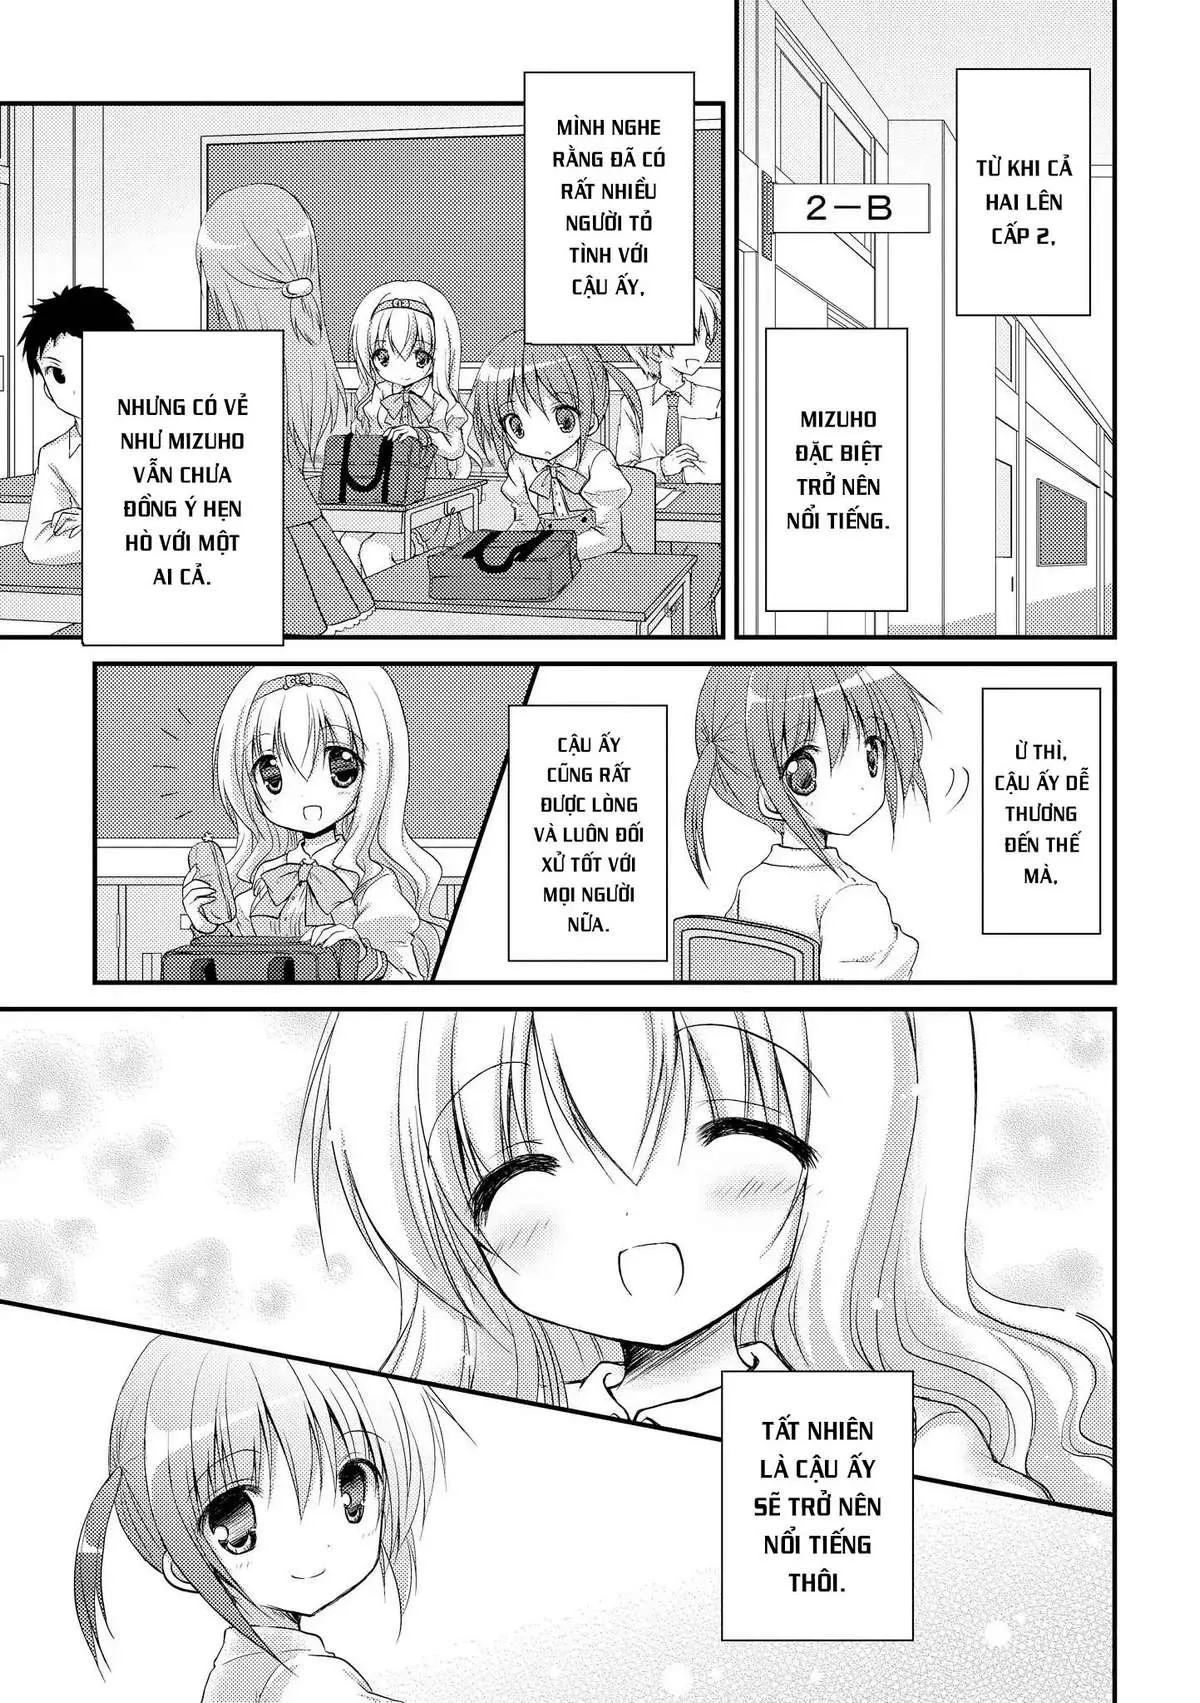 TỪ KHI CẢ
HAI LÊN
CẤP 2,
2-B
MIZUHO
ĐẶC BIỆT
TRỞ NÊN
NỔI TIẾNG.
MÌNH NGHE
RẰNG ĐÃ CÓ
RẤT NHIỀU
NGƯỜI TỎ
TÌNH VỚI
CẬU ẤY,
NHƯNG CÓ VẺ
NHƯ MIZUHO
VẪN CHƯA
ĐỒNG Ý HẸN
HÒ VỚI MỘT
AI CẢ.
Ừ THÌ,
CẬU ẤY DỄ
THƯƠNG
ĐẾN THẾ
MÀ,
CẬU ẤY
CŨNG RẤT
ĐƯỢC LÒNG
VÀ LUÔN ĐỐI
XỬ TỐT VỚI
MỌI NGƯỜI
NỮA.
TẤT NHIÊN
LÀ CẬU ẤY
SẼ TRỞ NÊN
NỔI TIẾNG
THÔI.